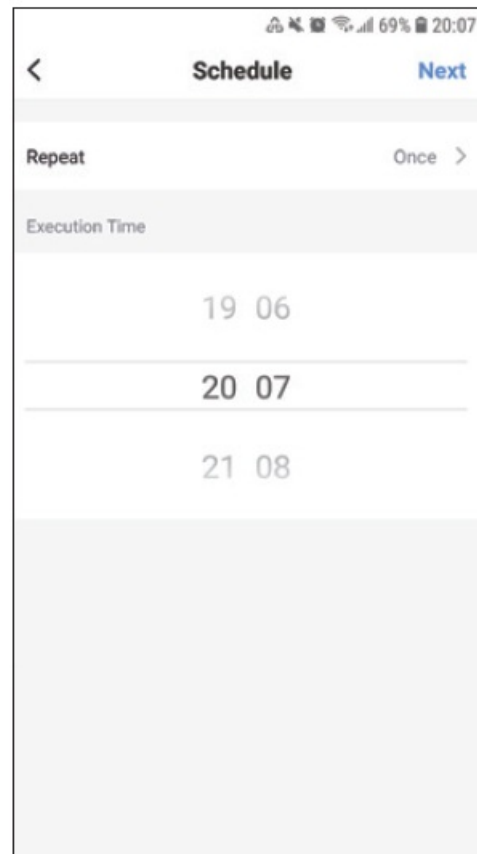 69% 20:07
Schedule Next
Repeat Once
Execution Time
19 06
20 07
21 08